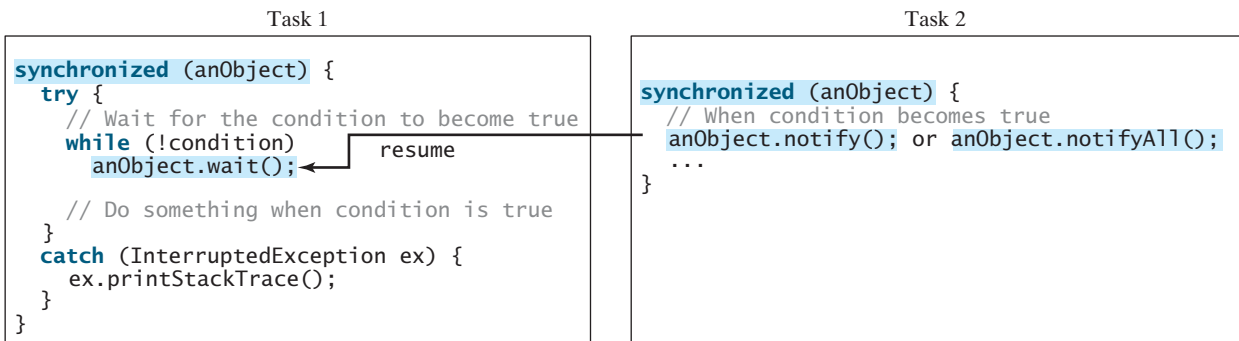 Task 1
synchronized (anObject) {
try {
// Wait for the condition to become true
while (!condition)
anObject.wait();
// Do something when condition is true
}
catch (InterruptedException ex) {
ex.printStackTrace();
}
}
resume
Task 2
synchronized (anObject) {
// When condition becomes true
anObject.notify(); or anObject.notifyAll();
...
}